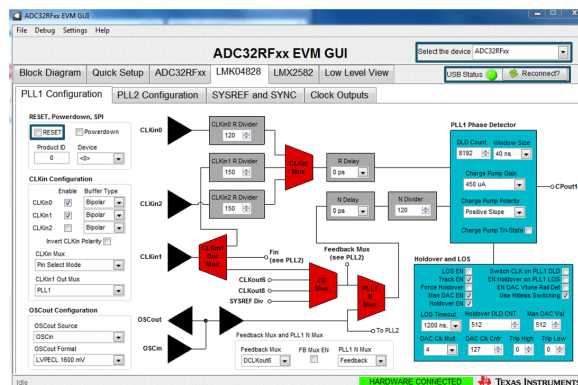 ADC32RFxx EVM GUI
File Debug Settings Help
ADC32RFxx EVM GUI
Select the device ADC32RFxx
Block Diagram Quick Setup ADC32RFxx LMK04828 LMX2582 Low Level View
USB Status Reconnect?
PLL1 Configuration PLL2 Configuration SYSREF and SYNC Clock Outputs
RESET, Powerdown, SPI
RESET Powerdown
Product ID Device
0 <0>
CLKin Configuration
Enable Buffer Type
CLKin0 Bipolar
CLKin1 Bipolar
CLKin2 Bipolar
Invert CLKin Polarity
CLKin Mux
Pin Select Mode
CLKin1 Out Mux
PLL1
OSCout Configuration
OSCout Source
OSCin
OSCout Format
LVPECL 1600 mV
CLKin0
CLKin0 R Divider
120
CLKin1
CLKin1 R Divider
150
CLKin2
CLKin2 R Divider
150
CLKin
Mux
R Delay
0 ps
N Delay
0 ps
N Divider
120
CLKin1
CLKin1
Out
Mux
Fin
(see PLL2)
CLKout6
CLKout8
SYSREF Div
Feedback Mux
(see PLL2)
FB
Mux
PLL1
N
Mux
OSCout
OSCin
To PLL2
Feedback Mux and PLL1 N Mux
Feedback Mux FB Mux EN PLL1 N Mux
DCLKout6 Feedback
PLL1 Phase Detector
DLD Count Window Size
8192 40 ns
Charge Pump Gain
450 uA
Charge Pump Polarity
Positive Slope
Charge Pump Tri-State
CPout1
Holdover and LOS
LOS EN Switch CLK on PLL1 DLD
Track EN EN Holdover on PLL1 LOS
Force Holdover EN DAC Vtune Rail Det
Man DAC EN Use Hitless Switching
Holdover EN
LOS Timeout Holdover DLD CNT Man DAC Val
1200 ns, 512 512
DAC Clk Mult DAC Clk Cntr Trip High Trip Low
4 127 0 0
Idle
HARDWARE CONNECTED
TEXAS INSTRUMENTS